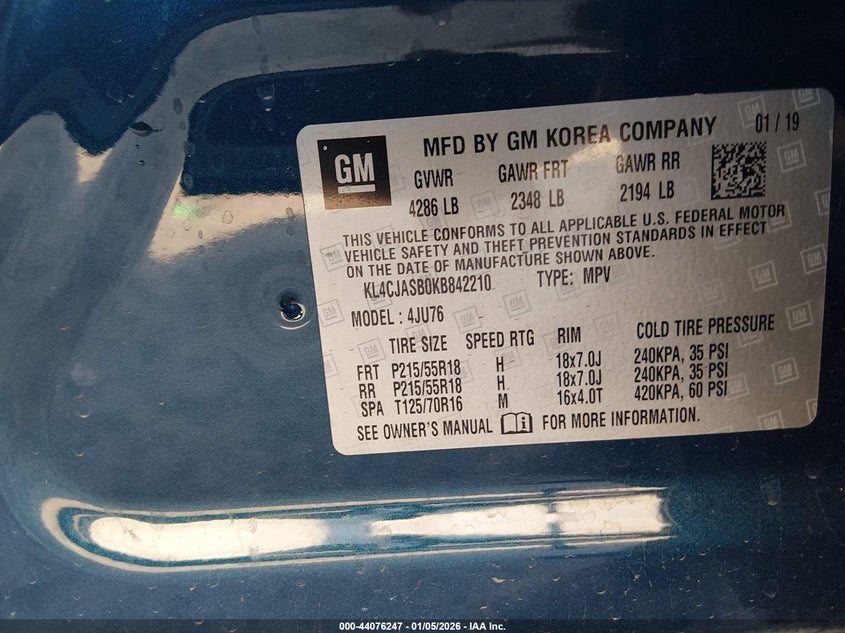 GM
MFD BY GM KOREA COMPANY 01 / 19
GVWR GAWR FRT GAWR RR
4286 LB 2348 LB 2194 LB
THIS VEHICLE CONFORMS TO ALL APPLICABLE U.S. FEDERAL MOTOR
VEHICLE SAFETY AND THEFT PREVENTION STANDARDS IN EFFECT
ON THE DATE OF MANUFACTURE SHOWN ABOVE.
KL4CJASB0KB842210 TYPE: MPV
MODEL : 4JU76
TIRE SIZE SPEED RTG RIM COLD TIRE PRESSURE
FRT P215/55R18 H 18x7.0J 240KPA, 35 PSI
RR P215/55R18 H 18x7.0J 240KPA, 35 PSI
SPA T125/70R16 M 16x4.0T 420KPA, 60 PSI
SEE OWNER'S MANUAL FOR MORE INFORMATION.
000-44076247 - 01/05/2026 - IAA Inc.